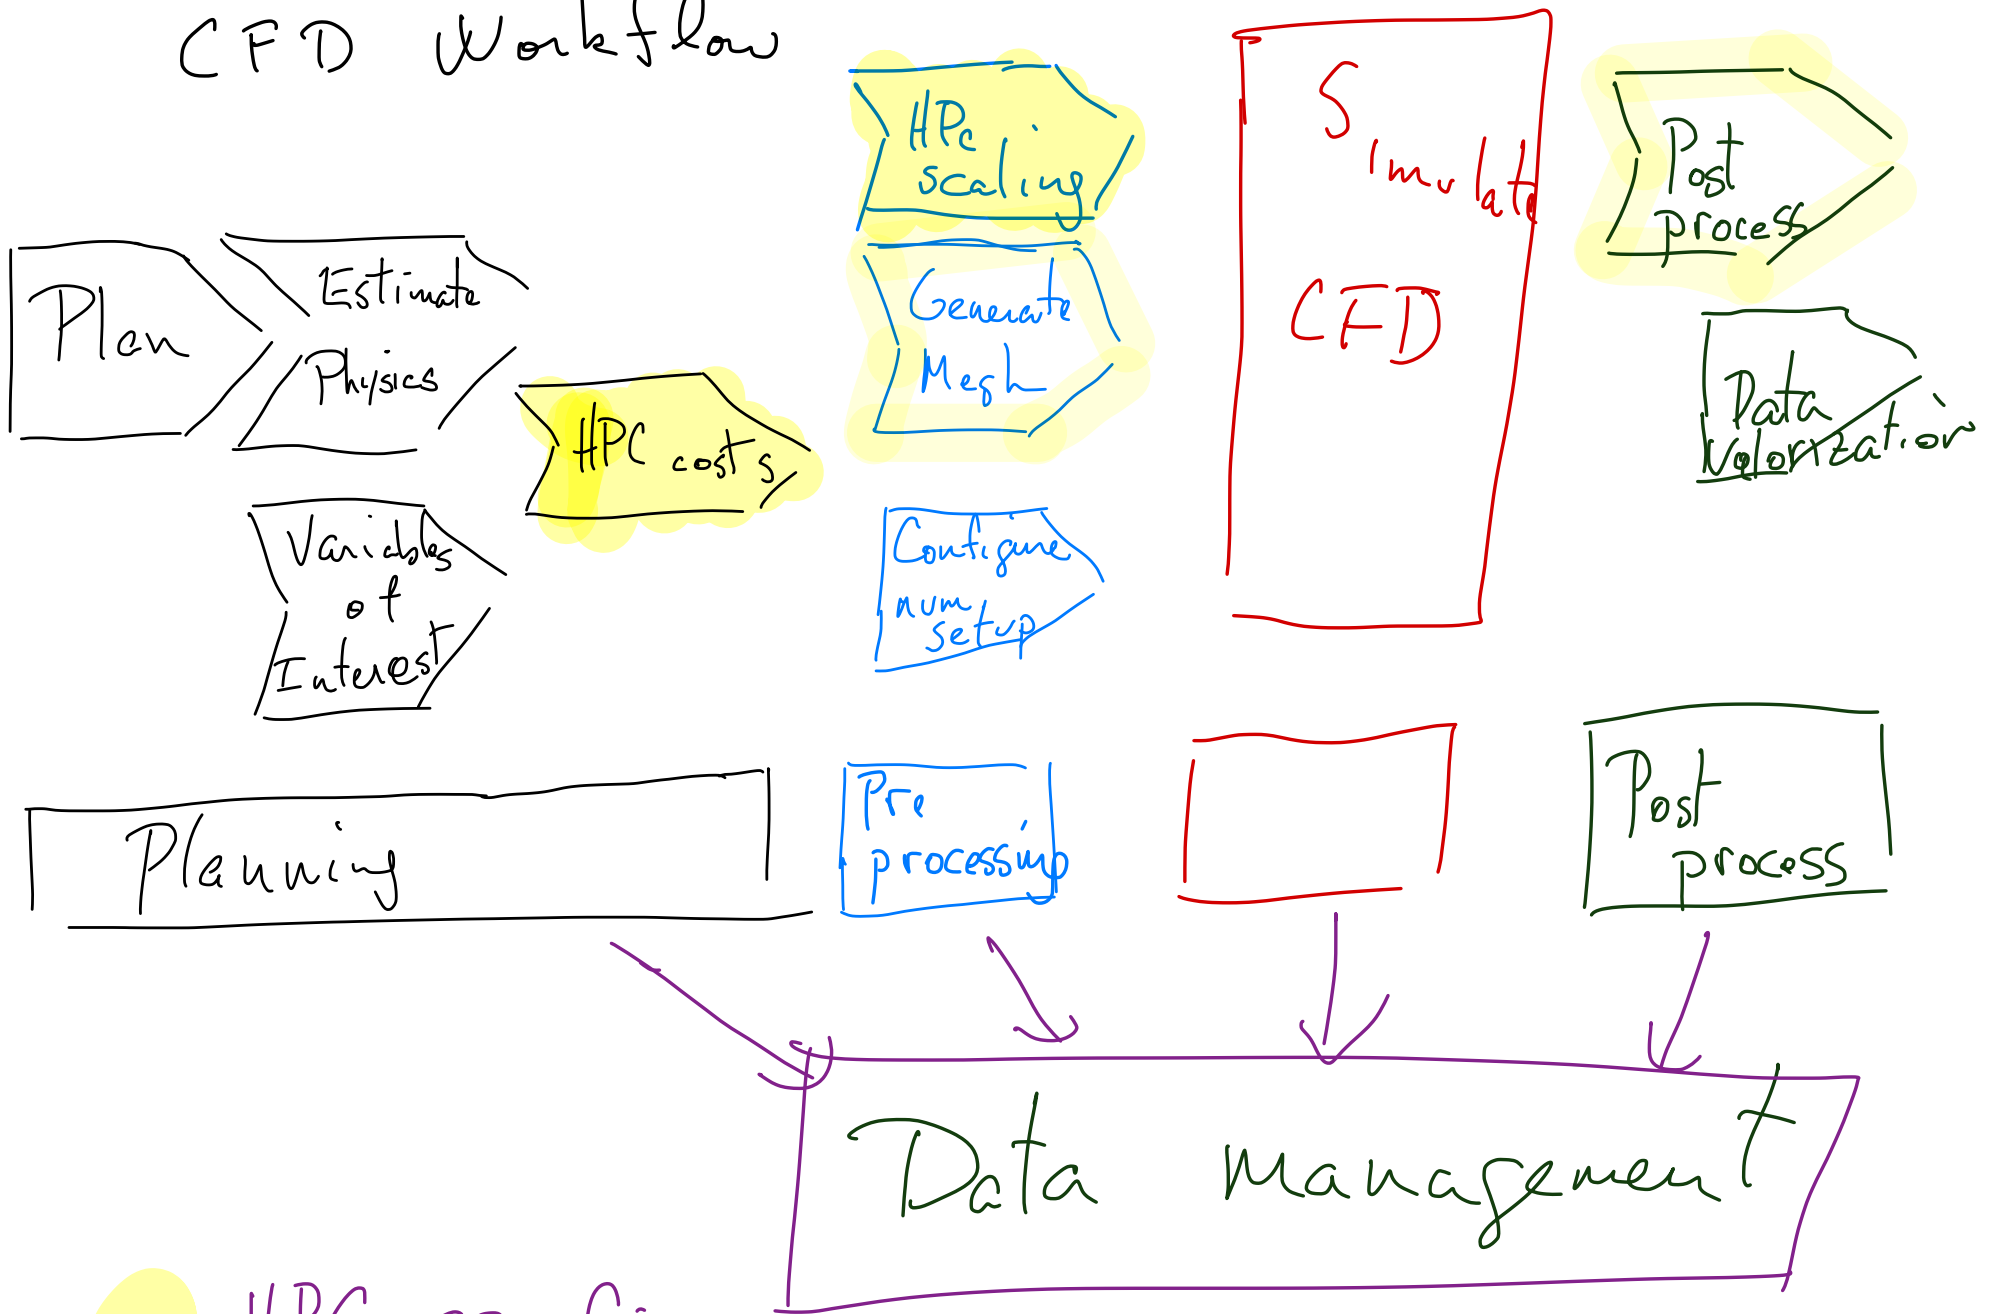 CFD Workflow
Plan
Estimate
Physics
Variables
of
Interest
HPC costs
HPC
scaling
Generate
Mesh
Configure
num
setup
Simulate
CFD
Post
process
Data
Valorization
Planning
Pre
processing
Post
process
Data management
HPC